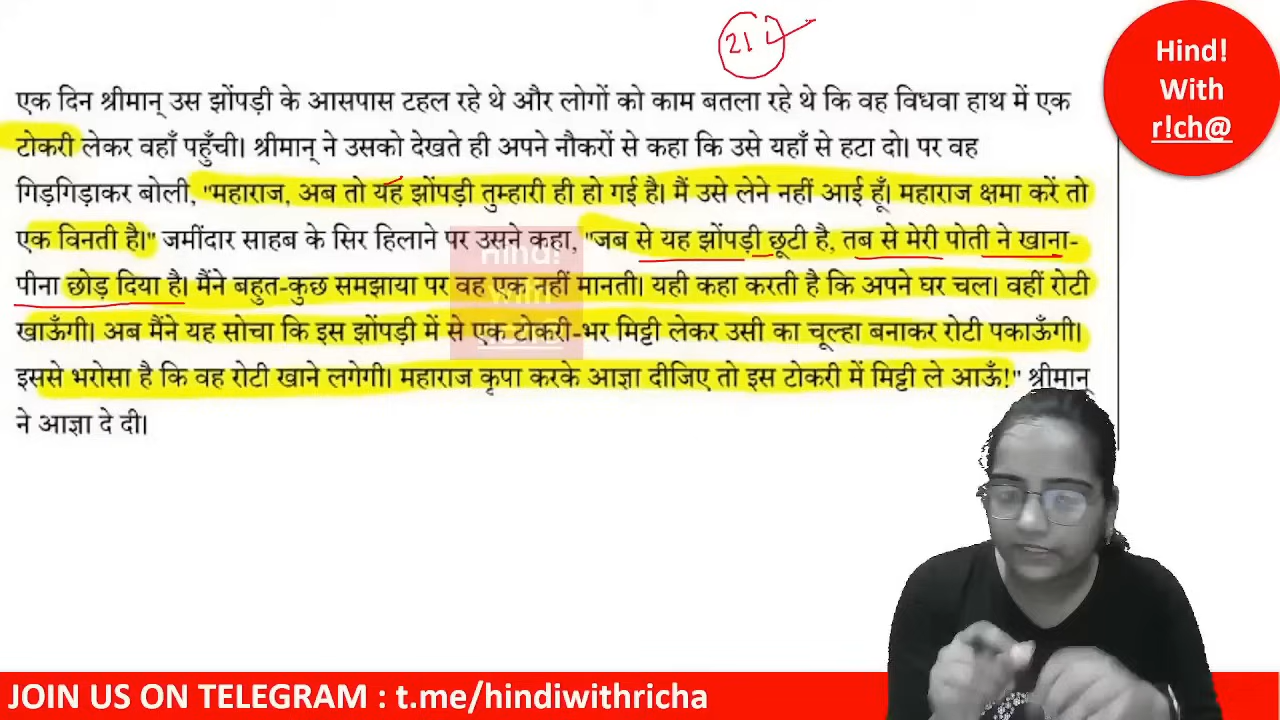 21
Hind!
With
r!ch@
एक दिन श्रीमान् उस झोंपड़ी के आसपास टहल रहे थे और लोगों को काम बतला रहे थे कि वह विधवा हाथ में एक
टोकरी लेकर वहाँ पहुँची। श्रीमान् ने उसको देखते ही अपने नौकरों से कहा कि उसे यहाँ से हटा दो। पर वह
गिड़गिड़ाकर बोली, "महाराज, अब तो यह झोंपड़ी तुम्हारी ही हो गई है। मैं उसे लेने नहीं आई हूँ। महाराज क्षमा करें तो
एक विनती है।" जमींदार साहब के सिर हिलाने पर उसने कहा, "जब से यह झोंपड़ी छूटी है, तब से मेरी पोती ने खाना-
पीना छोड़ दिया है। मैंने बहुत-कुछ समझाया पर वह एक नहीं मानती। यही कहा करती है कि अपने घर चल। वहीं रोटी
खाऊँगी। अब मैंने यह सोचा कि इस झोंपड़ी में से एक टोकरी-भर मिट्टी लेकर उसी का चूल्हा बनाकर रोटी पकाऊँगी।
इससे भरोसा है कि वह रोटी खाने लगेगी। महाराज कृपा करके आज्ञा दीजिए तो इस टोकरी में मिट्टी ले आऊँ!" श्रीमान्
ने आज्ञा दे दी।
Hind!
With
JOIN US ON TELEGRAM : t.me/hindiwithricha